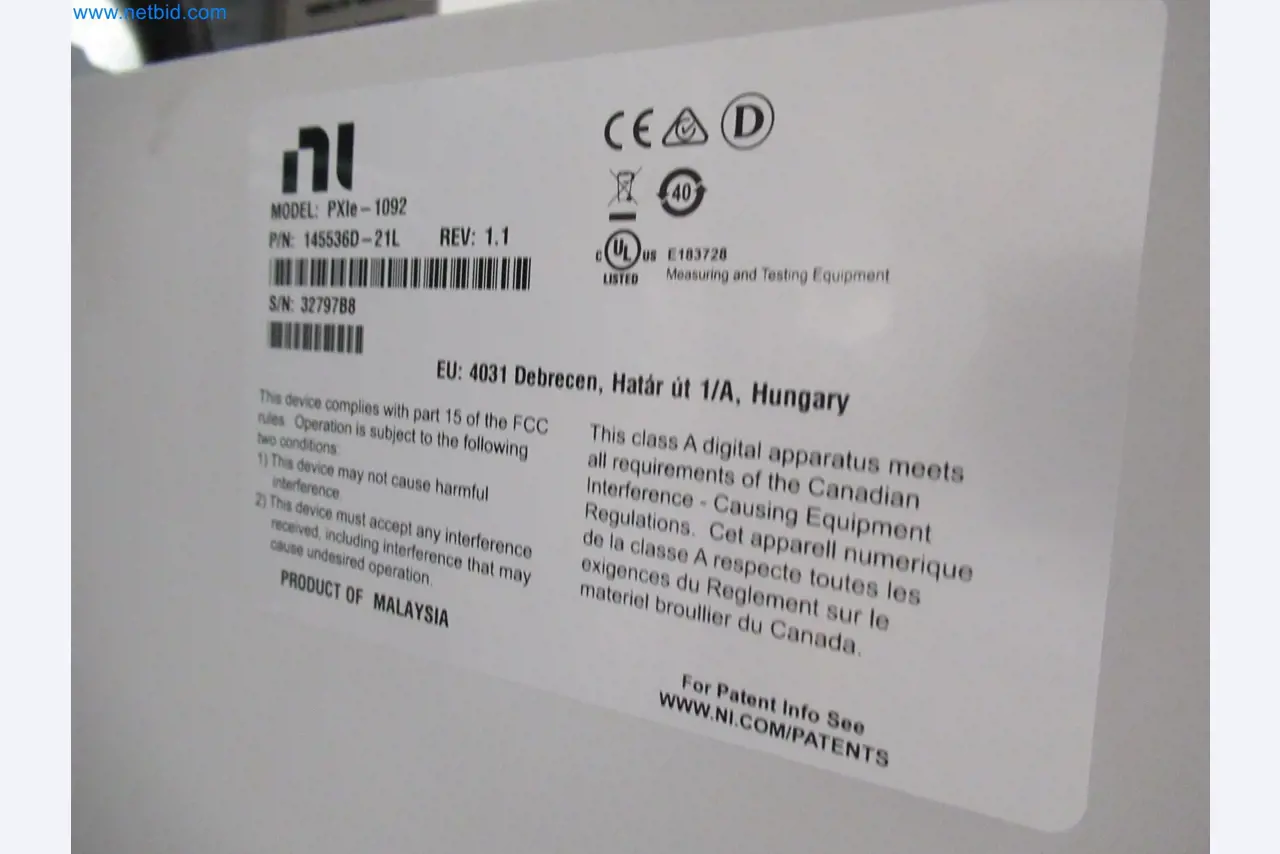 www.netbid.com
ni
MODEL: PXIe-1092
P/N: 145536D-21L REV: 1.1
S/N: 32797B8
CE
D
40
C UL US E183728
LISTED Measuring and Testing Equipment
EU: 4031 Debrecen, Határ út 1/A, Hungary
This device complies with part 15 of the FCC
rules. Operation is subject to the following
two conditions:
1) This device may not cause harmful
interference.
2) This device must accept any interference
received, including interference that may
cause undesired operation.
PRODUCT OF MALAYSIA
This class A digital apparatus meets
all requirements of the Canadian
Interference - Causing Equipment
Regulations. Cet apparell numerique
de la classe A respecte toutes les
exigences du Reglement sur le
materiel broullier du Canada.
For Patent Info See
WWW.NI.COM/PATENTS